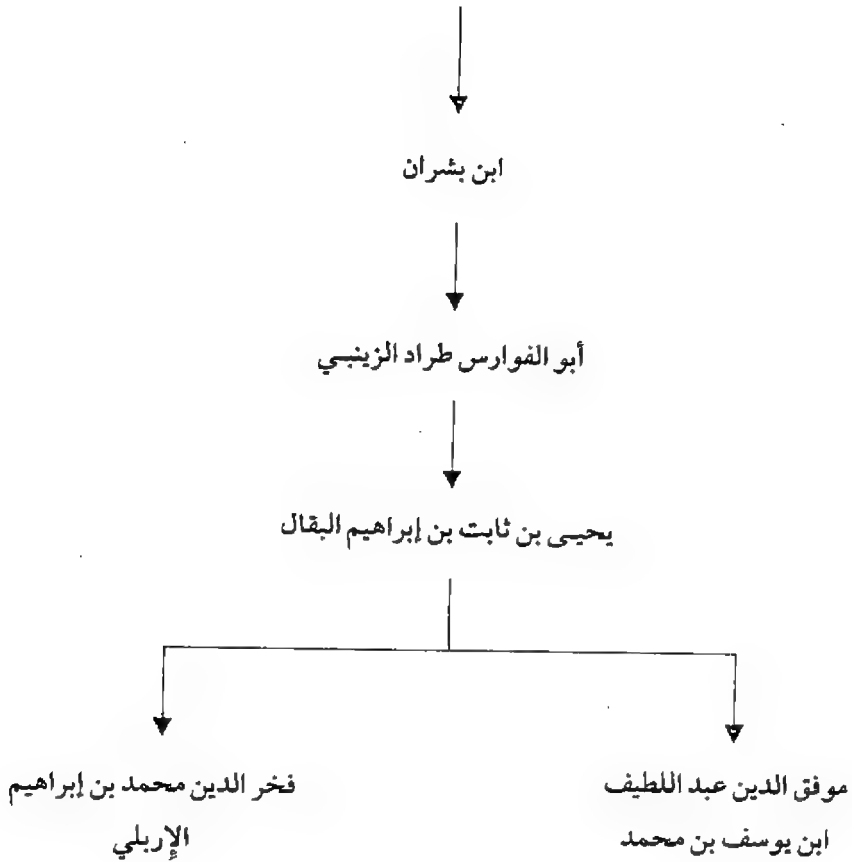 ابن بشران
أبو الفوارس طراد الزينبي
يحيى بن ثابت بن إبراهيم البقال
موفق الدين عبد اللطيف
ابن يوسف بن محمد
فخر الدين محمد بن إبراهيم
الإربلي